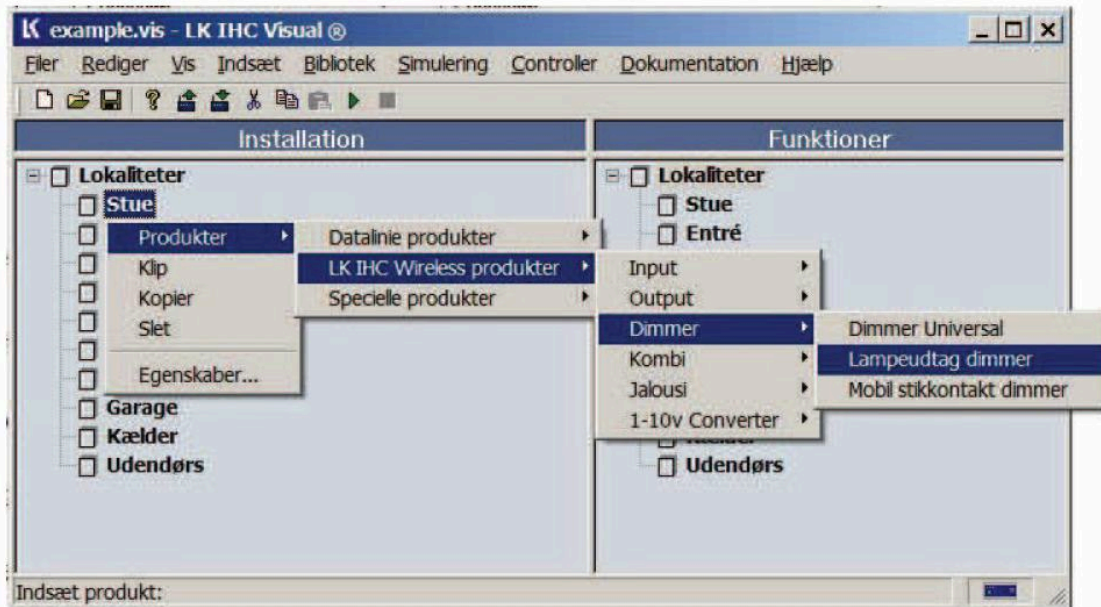 example.vis - LK IHC Visual ®
Filer Rediger Vis Indsæt Bibliotek Simulering Controller Dokumentation Hjælp
Installation
Funktioner
Lokaliteter
Stue
Produkter
Klip
Kopier
Slet
Egenskaber...
Garage
Kælder
Udendørs
Datalinie produkter
LK IHC Wireless produkter
Specielle produkter
Lokaliteter
Stue
Entré
Input
Output
Dimmer
Kombi
Jalousi
1-10v Converter
Dimmer Universal
Lampeudtag dimmer
Mobil stikkontakt dimmer
Udendørs
Indsæt produkt: